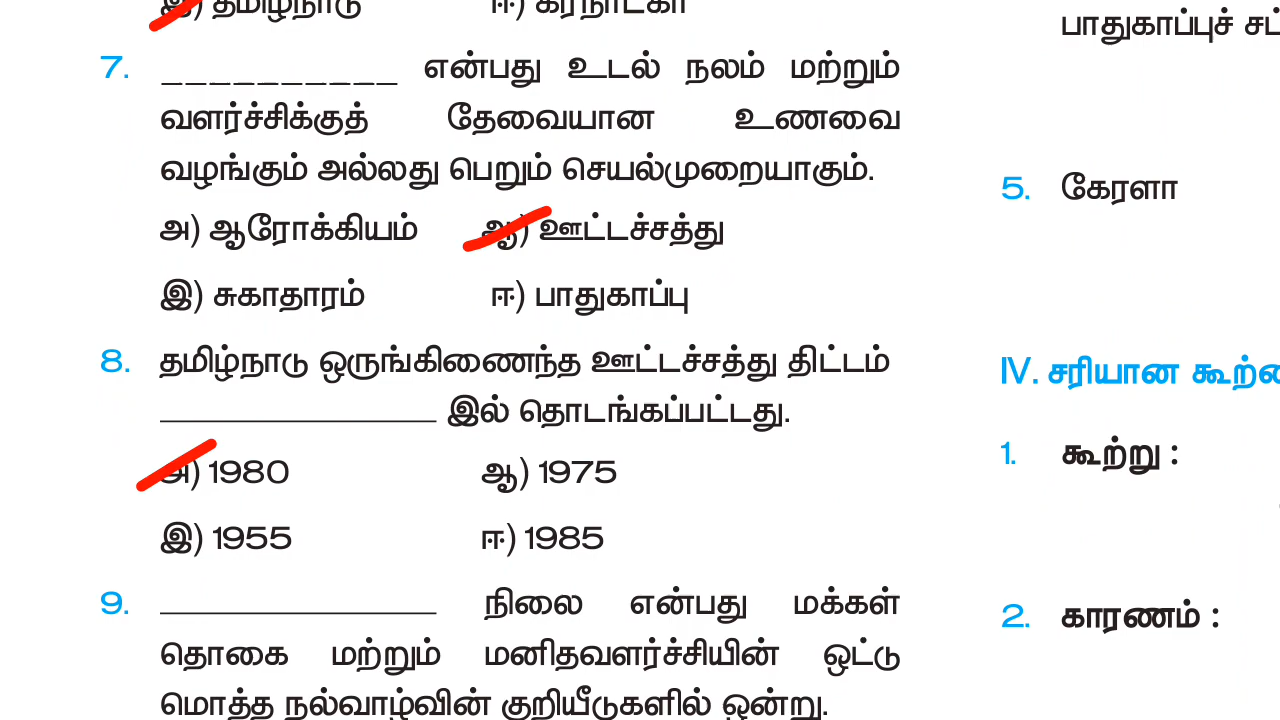 இ) தமிழ்நாடு ஈ) கர்நாடகா
7. __________ என்பது உடல் நலம் மற்றும்
வளர்ச்சிக்குத் தேவையான உணவை
வழங்கும் அல்லது பெறும் செயல்முறையாகும்.
அ) ஆரோக்கியம் ஆ) ஊட்டச்சத்து
இ) சுகாதாரம் ஈ) பாதுகாப்பு
8. தமிழ்நாடு ஒருங்கிணைந்த ஊட்டச்சத்து திட்டம்
____________ இல் தொடங்கப்பட்டது.
அ) 1980 ஆ) 1975
இ) 1955 ஈ) 1985
9. ____________ நிலை என்பது மக்கள்
தொகை மற்றும் மனிதவளர்ச்சியின் ஒட்டு
மொத்த நல்வாழ்வின் குறியீடுகளில் ஒன்று.
பாதுகாப்புச்
5. கேரளா
IV. சரியான
1. கூற்று :
2. காரணம் :